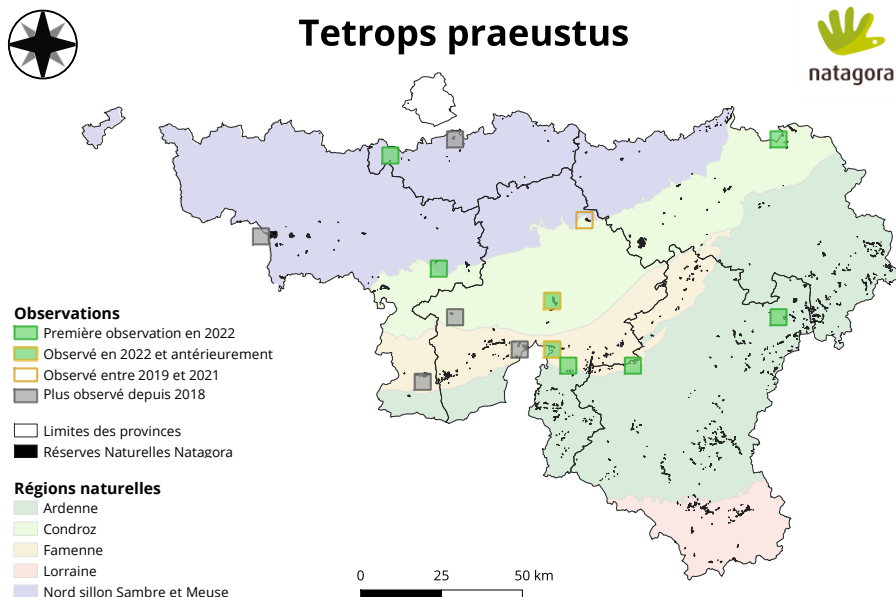 Tetrops praeustus
natagora
Observations
Première observation en 2022
Observé en 2022 et antérieurement
Observé entre 2019 et 2021
Plus observé depuis 2018
Limites des provinces
Réserves Naturelles Natagora
Régions naturelles
Ardenne
Condroz
Famenne
Lorraine
Nord sillon Sambre et Meuse
0 25 50 km